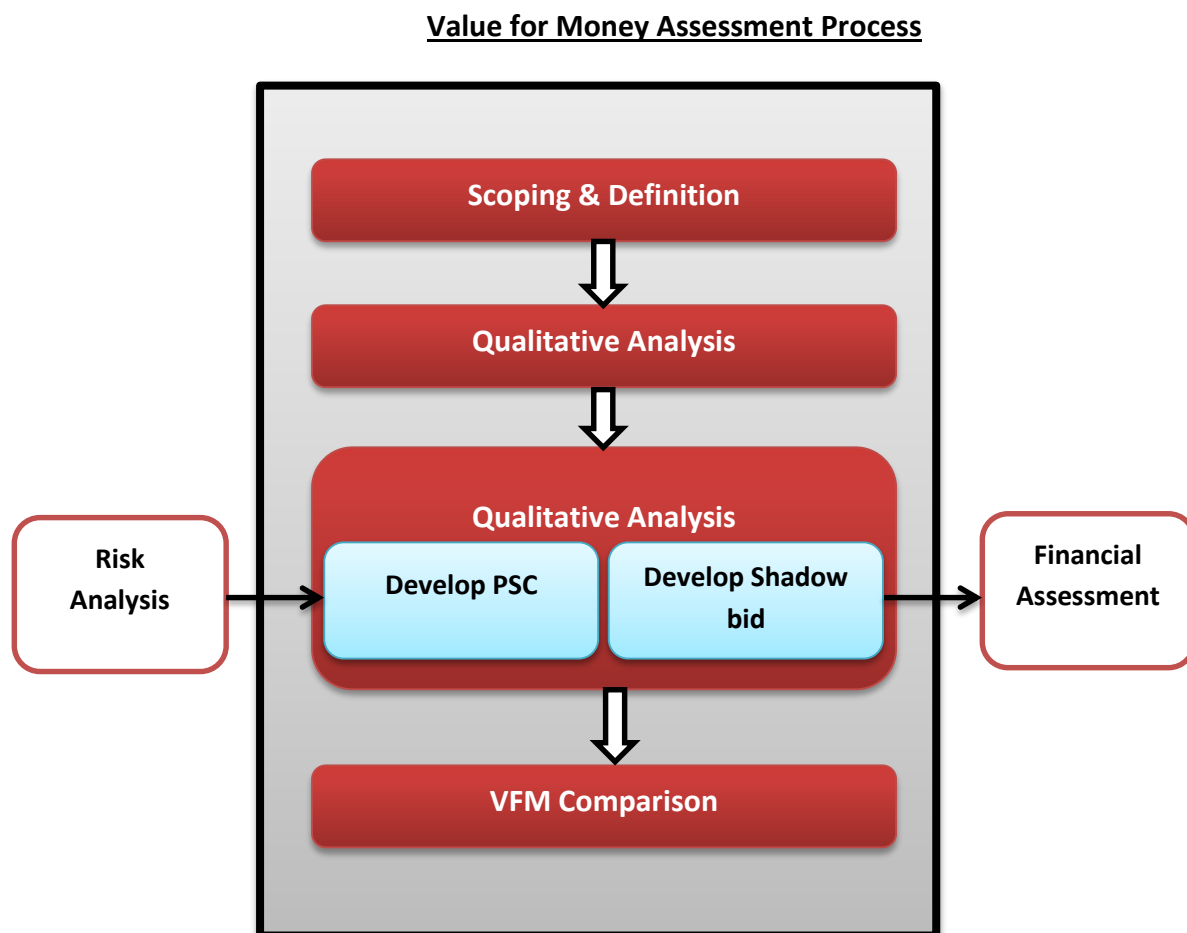 Value for Money Assessment Process
Scoping & Definition
Qualitative Analysis
Qualitative Analysis
Risk
Analysis
Develop PSC
Develop Shadow
bid
Financial
Assessment
VFM Comparison